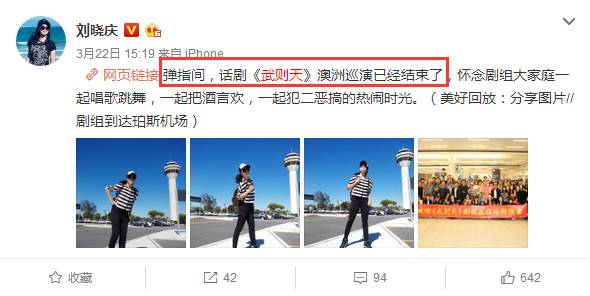 刘晓庆
3月22日 15:19 来自 iPhone
网页链接弹指间，话剧《武则天》澳洲巡演已经结束了，怀念剧组大家庭一
起唱歌跳舞，一起把酒言欢，一起犯二恶搞的热闹时光。（美好回放：分享图片//
剧组到达珀斯机场）
收藏
42
94
642